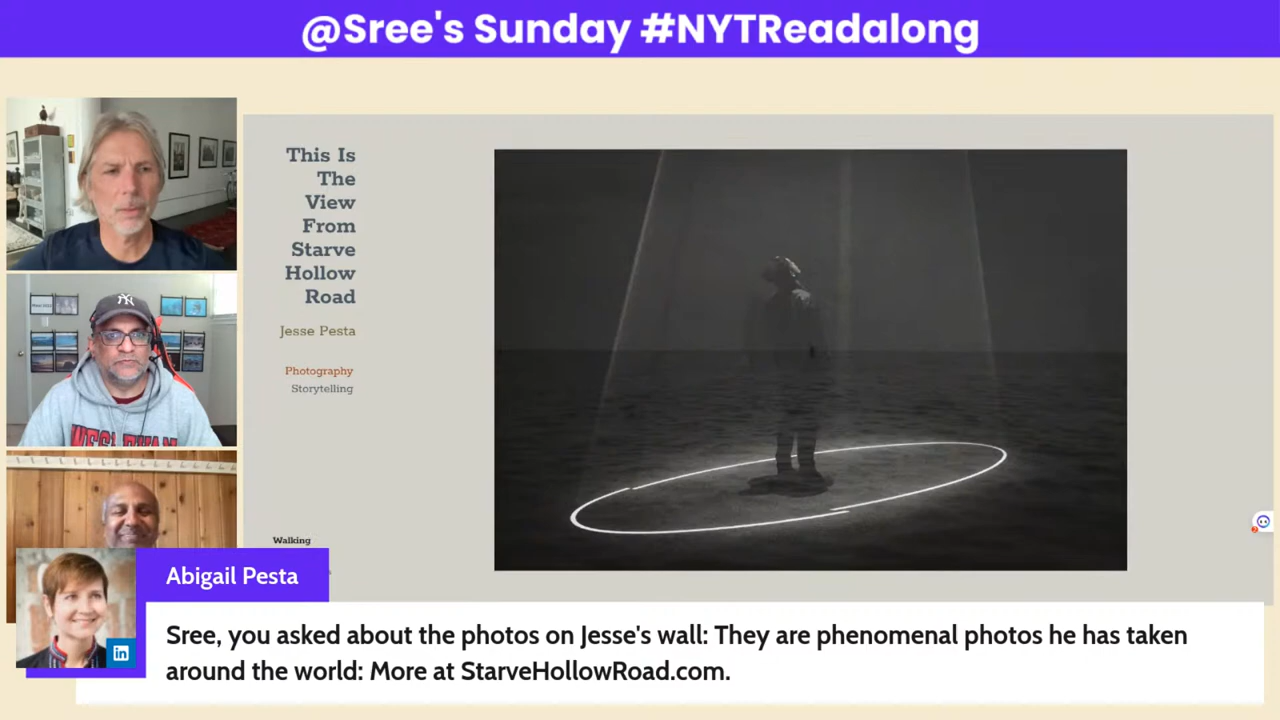 @Sree's Sunday #NYTReadalong
This Is
The
View
From
Starve
Hollow
Road
Jesse Pesta
Photography
Storytelling
Walking
Abigail Pesta
Sree, you asked about the photos on Jesse's wall: They are phenomenal photos he has taken
around the world: More at StarveHollowRoad.com.
in